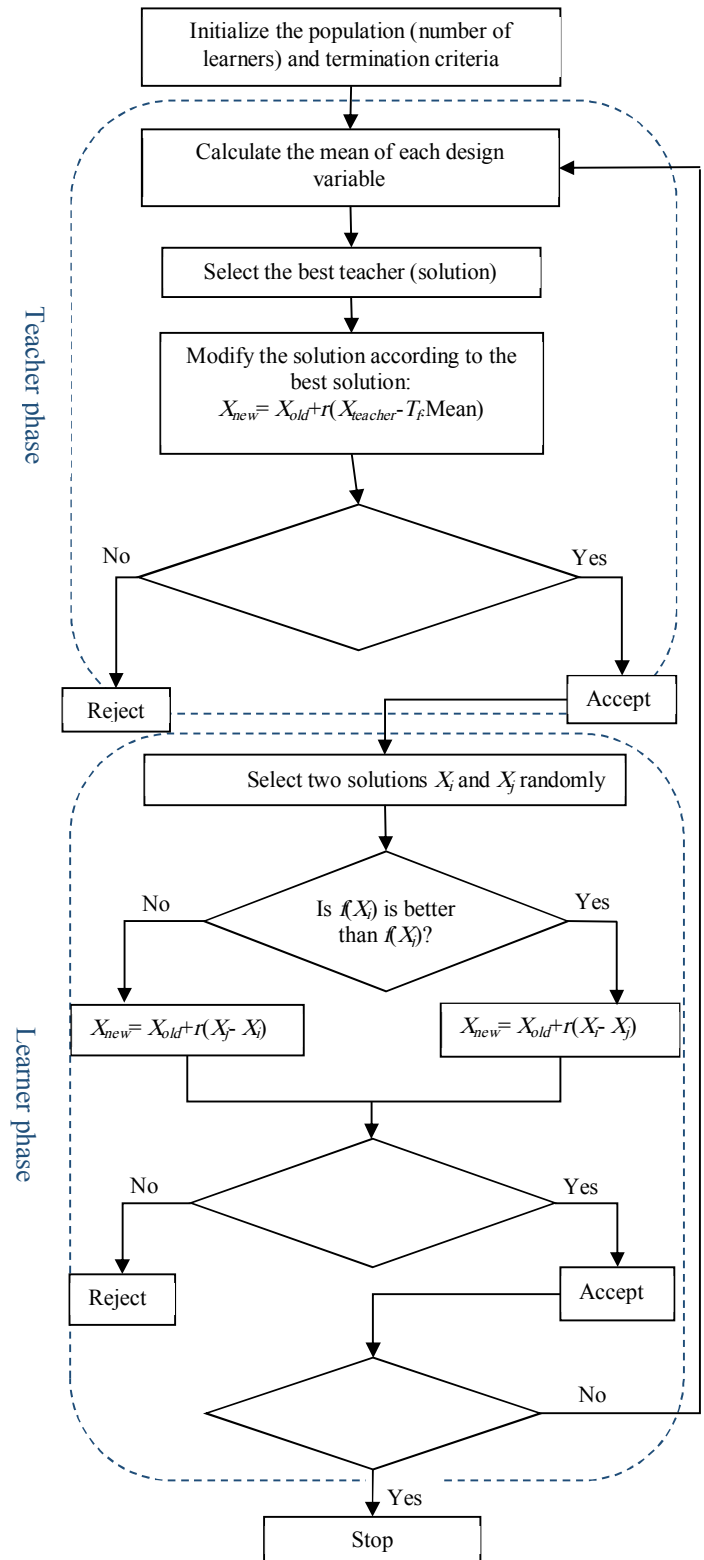 Initialize the population (number of
learners) and termination criteria
Calculate the mean of each design
variable
Select the best teacher (solution)
Teacher phase
Modify the solution according to the
best solution:
Xnew= Xold+r(Xteacher-Tf.Mean)
No
Yes
Reject
Accept
Select two solutions Xi and Xj randomly
No
Yes
Is f(Xi) is better
than f(Xj)?
Xnew= Xold+r(Xj- Xi)
Xnew= Xold+r(Xi- Xj)
Learner phase
No
Yes
Reject
Accept
No
Yes
Stop